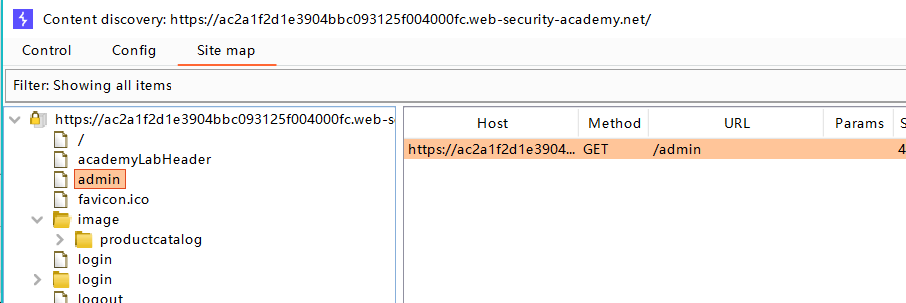 Content discovery: https://ac2a1f2d1e3904bbc093125f004000fc.web-security-academy.net/
Control Config Site map
Filter: Showing all items
https://ac2a1f2d1e3904bbc093125f004000fc.web-s
/
academyLabHeader
admin
favicon.ico
image
productcatalog
login
login
logout
Host Method URL Params S
https://ac2a1f2d1e3904... GET /admin 4